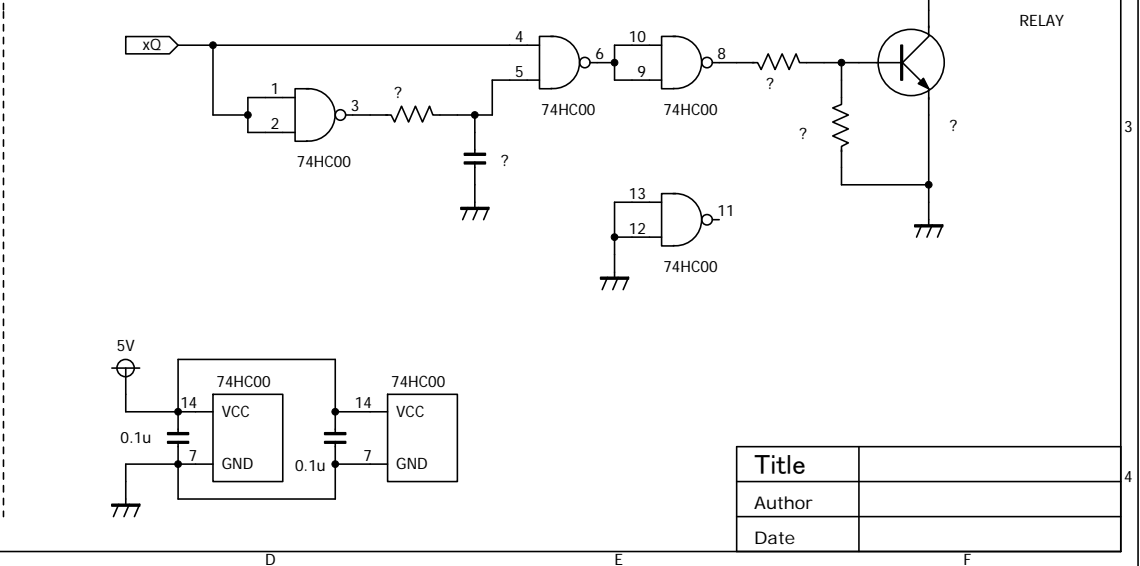 RELAY
xQ
4
10
6
8
5
9
?
1
?
3
74HC00
74HC00
2
?
?
3
74HC00
?
13
11
12
74HC00
5V
74HC00
74HC00
14
VCC
14
VCC
0.1u
7
GND
0.1u
7
GND
Title
4
Author
Date
D
E
F